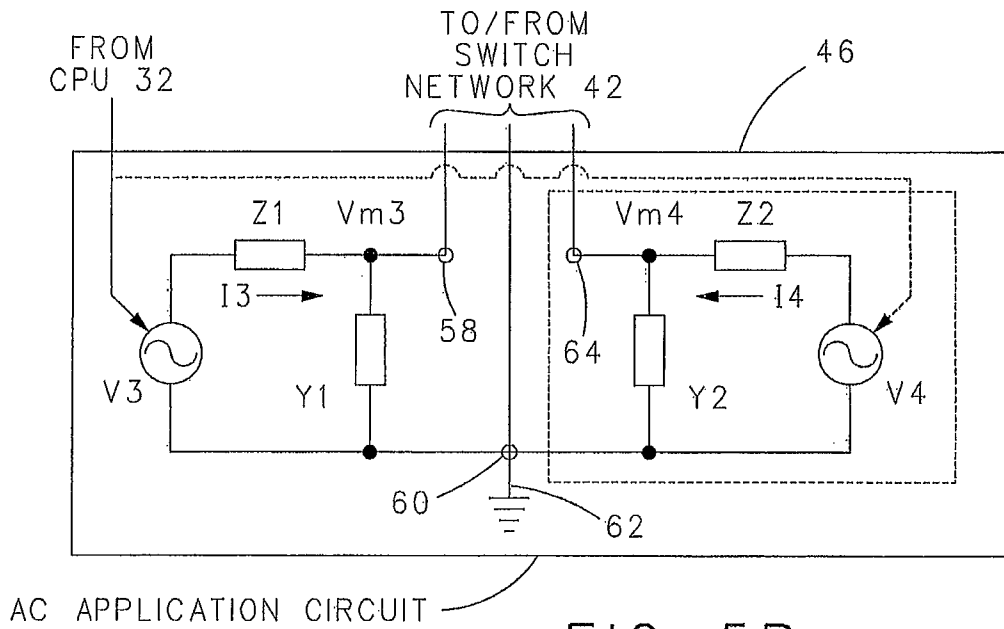 FROM
CPU 32
TO/FROM
SWITCH
NETWORK 42
46
Z1
Vm3
Vm4
Z2
I3
I4
58
64
V3
Y1
Y2
V4
60
62
AC APPLICATION CIRCUIT